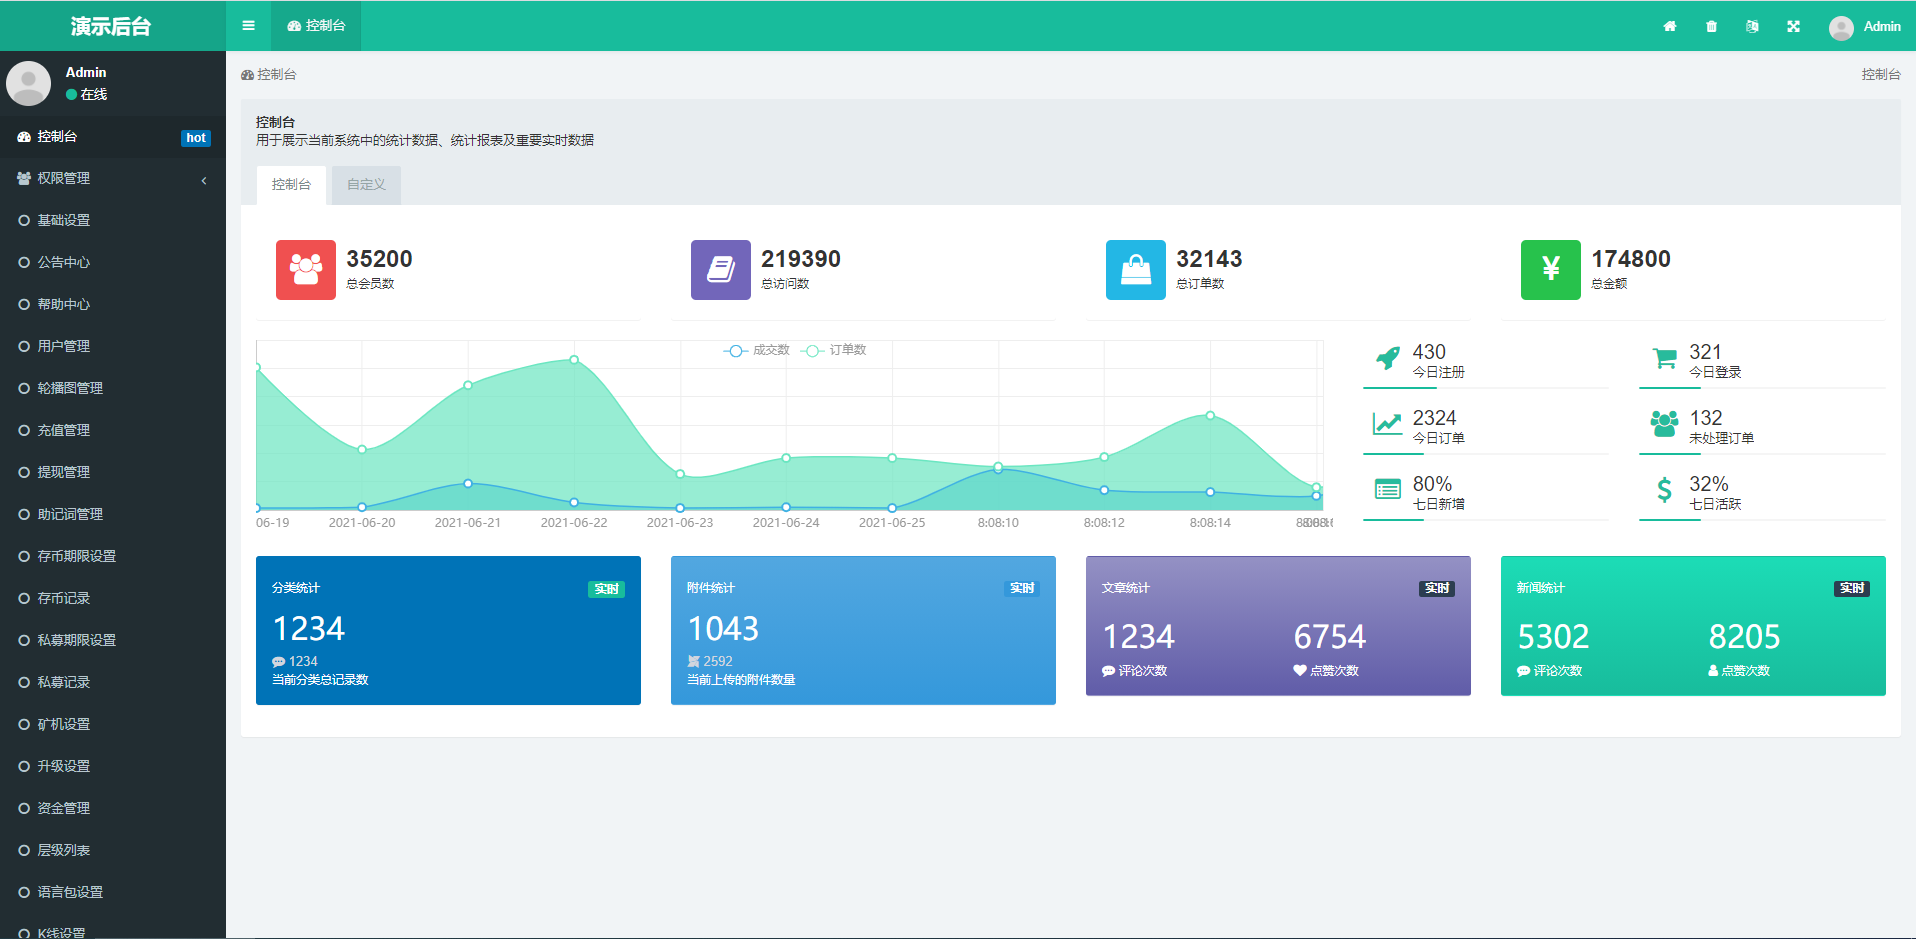 演示后台
控制台
Admin
Admin
在线
控制台 hot
权限管理
基础设置
公告中心
帮助中心
用户管理
轮播图管理
充值管理
提现管理
助记词管理
存币期限设置
存币记录
私募期限设置
私募记录
矿机设置
升级设置
资金管理
层级列表
语言包设置
K线设置
控制台
控制台
控制台
用于展示当前系统中的统计数据、统计报表及重要实时数据
控制台 自定义
35200
总会员数
219390
总访问数
32143
总订单数
174800
总金额
成交数 订单数
06-19 2021-06-20 2021-06-21 2021-06-22 2021-06-23 2021-06-24 2021-06-25 8:08:10 8:08:12 8:08:14
430
今日注册
321
今日登录
2324
今日订单
132
未处理订单
80%
七日新增
32%
七日活跃
分类统计 实时
1234
1234
当前分类总记录数
附件统计 实时
1043
2592
当前上传的附件数量
文章统计 实时
1234 6754
评论次数 点赞次数
新闻统计 实时
5302 8205
评论次数 点赞次数